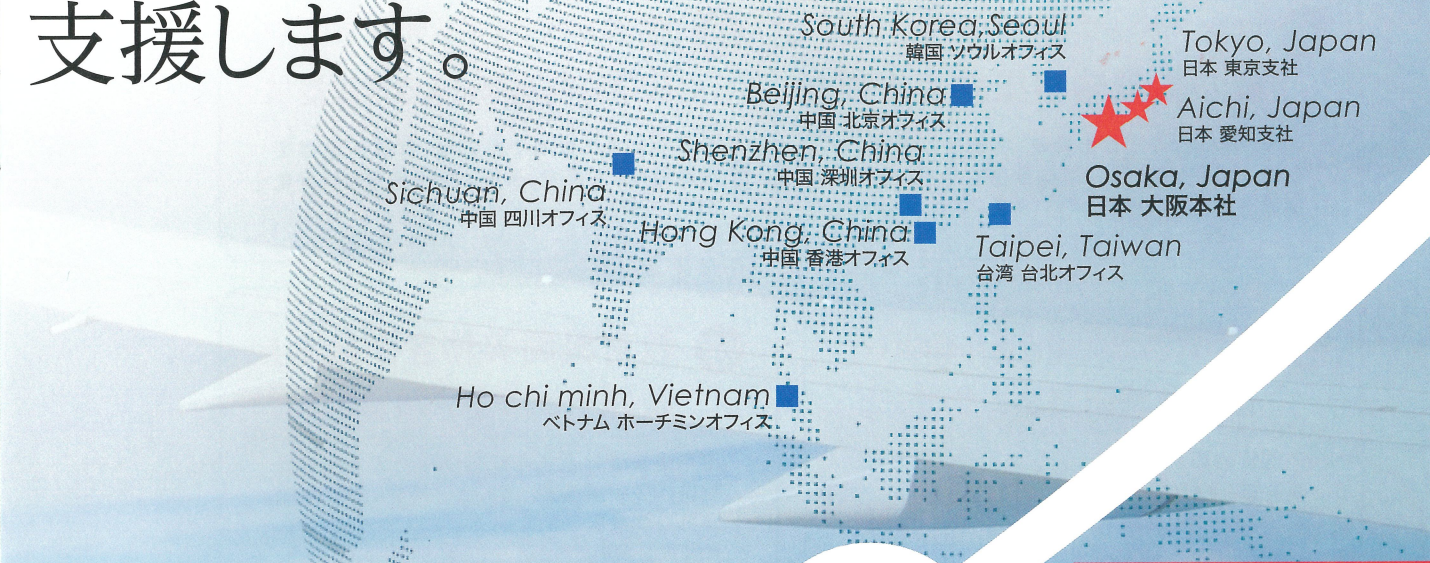 支援します。
South Korea,Seoul
韓国 ソウルオフィス
Tokyo, Japan
日本 東京支社
Beijing, China
中国 北京オフィス
Aichi, Japan
日本 愛知支社
Shenzhen, China
中国 深圳オフィス
Sichuan, China
中国 四川オフィス
Osaka, Japan
日本 大阪本社
Hong Kong, China
中国 香港オフィス
Taipei, Taiwan
台湾 台北オフィス
Ho chi minh, Vietnam
ベトナム ホーチミンオフィス